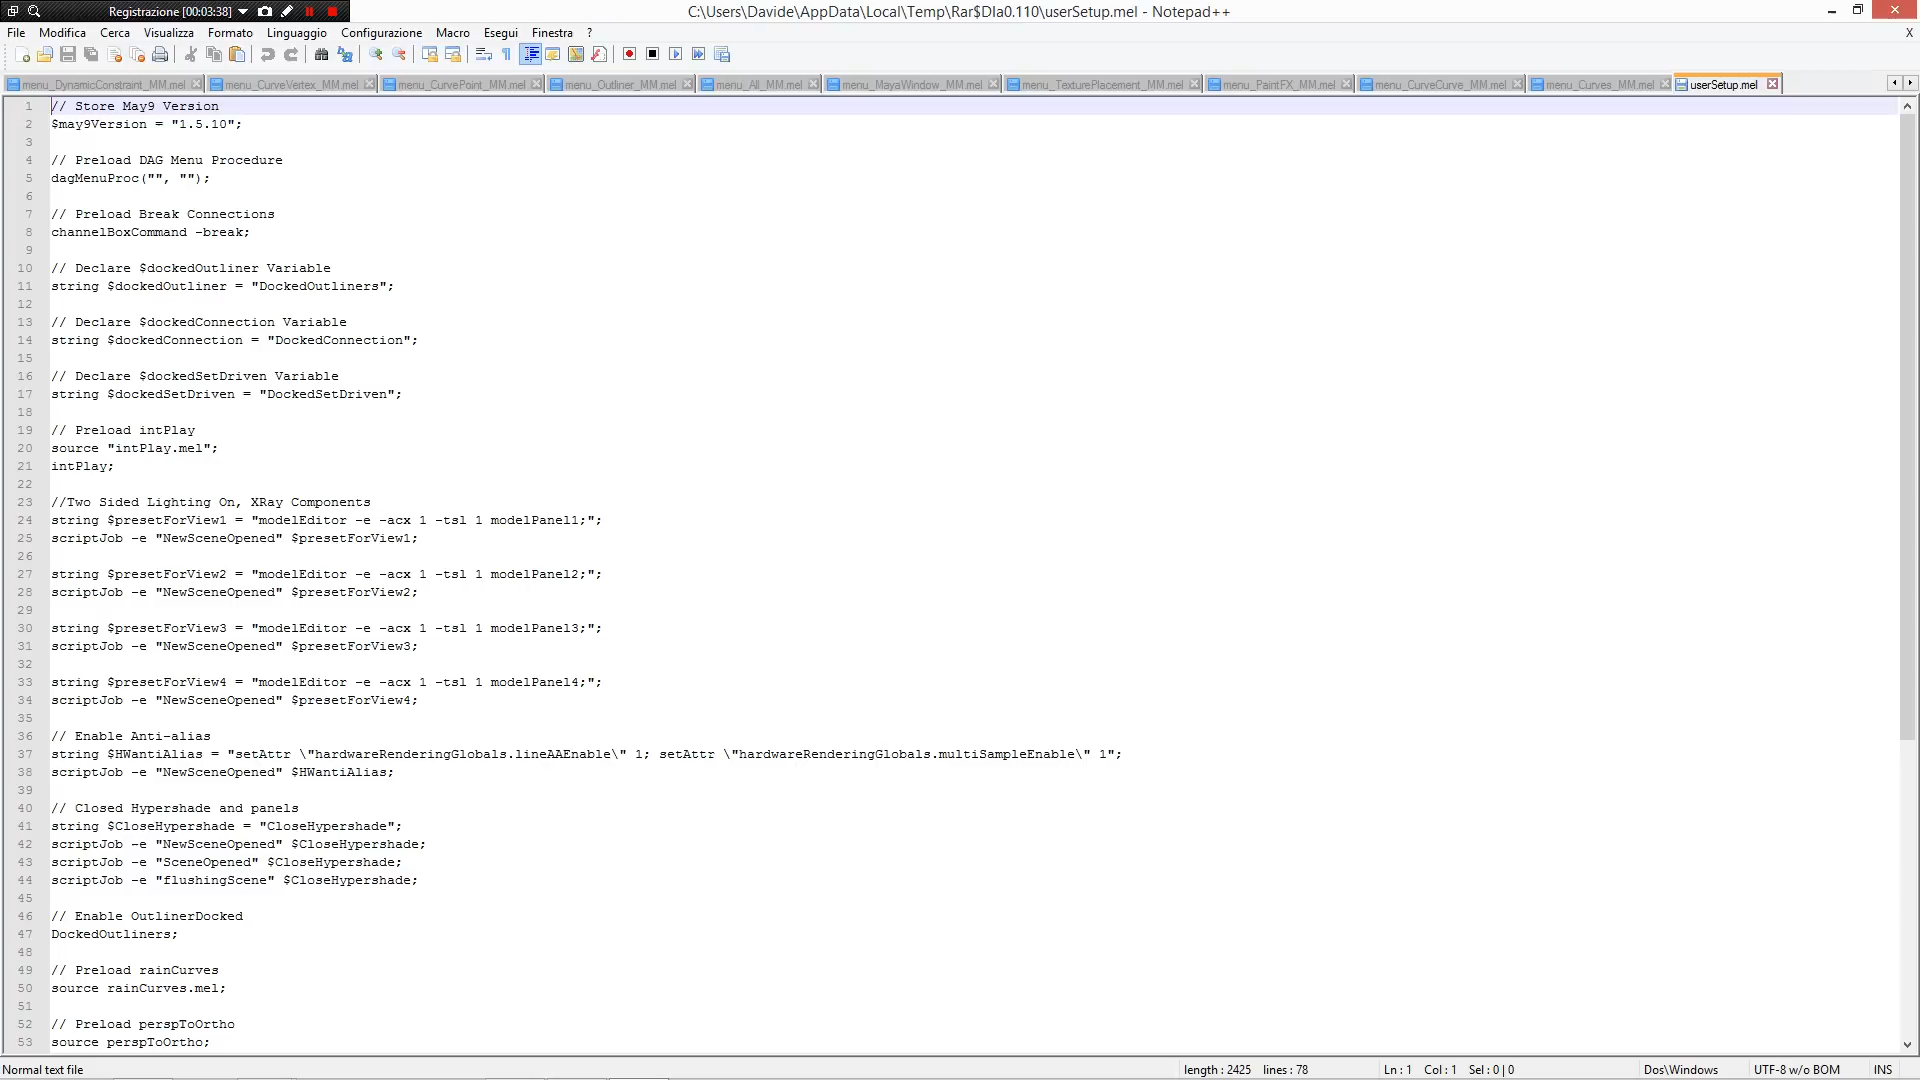 Registrazione [00:03:38]
C:\Users\Davide\AppData\Local\Temp\Rar$DIa0.110\userSetup.mel - Notepad++
File Modifica Cerca Visualizza Formato Linguaggio Configurazione Macro Esegui Finestra ? X
menu_DynamicConstraint_MM.mel menu_CurveVertex_MM.mel menu_CurvePoint_MM.mel menu_Outliner_MM.mel menu_All_MM.mel menu_MayaWindow_MM.mel menu_TexturePlacement_MM.mel menu_PaintFX_MM.mel menu_CurveCurve_MM.mel menu_Curves_MM.mel userSetup.mel
1 // Store May9 Version
2 $may9Version = "1.5.10";
3
4 // Preload DAG Menu Procedure
5 dagMenuProc("", "");
6
7 // Preload Break Connections
8 channelBoxCommand -break;
9
10 // Declare $dockedOutliner Variable
11 string $dockedOutliner = "DockedOutliners";
12
13 // Declare $dockedConnection Variable
14 string $dockedConnection = "DockedConnection";
15
16 // Declare $dockedSetDriven Variable
17 string $dockedSetDriven = "DockedSetDriven";
18
19 // Preload intPlay
20 source "intPlay.mel";
21 intPlay;
22
23 //Two Sided Lighting On, XRay Components
24 string $presetForView1 = "modelEditor -e -acx 1 -tsl 1 modelPanel1;";
25 scriptJob -e "NewSceneOpened" $presetForView1;
26
27 string $presetForView2 = "modelEditor -e -acx 1 -tsl 1 modelPanel2;";
28 scriptJob -e "NewSceneOpened" $presetForView2;
29
30 string $presetForView3 = "modelEditor -e -acx 1 -tsl 1 modelPanel3;";
31 scriptJob -e "NewSceneOpened" $presetForView3;
32
33 string $presetForView4 = "modelEditor -e -acx 1 -tsl 1 modelPanel4;";
34 scriptJob -e "NewSceneOpened" $presetForView4;
35
36 // Enable Anti-alias
37 string $HWantiAlias = "setAttr \"hardwareRenderingGlobals.lineAAEnable\" 1; setAttr \"hardwareRenderingGlobals.multiSampleEnable\" 1";
38 scriptJob -e "NewSceneOpened" $HWantiAlias;
39
40 // Closed Hypershade and panels
41 string $CloseHypershade = "CloseHypershade";
42 scriptJob -e "NewSceneOpened" $CloseHypershade;
43 scriptJob -e "SceneOpened" $CloseHypershade;
44 scriptJob -e "flushingScene" $CloseHypershade;
45
46 // Enable OutlinerDocked
47 DockedOutliners;
48
49 // Preload rainCurves
50 source rainCurves.mel;
51
52 // Preload perspToOrtho
53 source perspToOrtho;
Normal text file length : 2425 lines : 78 Ln : 1 Col : 1 Sel : 0 | 0 Dos\Windows UTF-8 w/o BOM INS